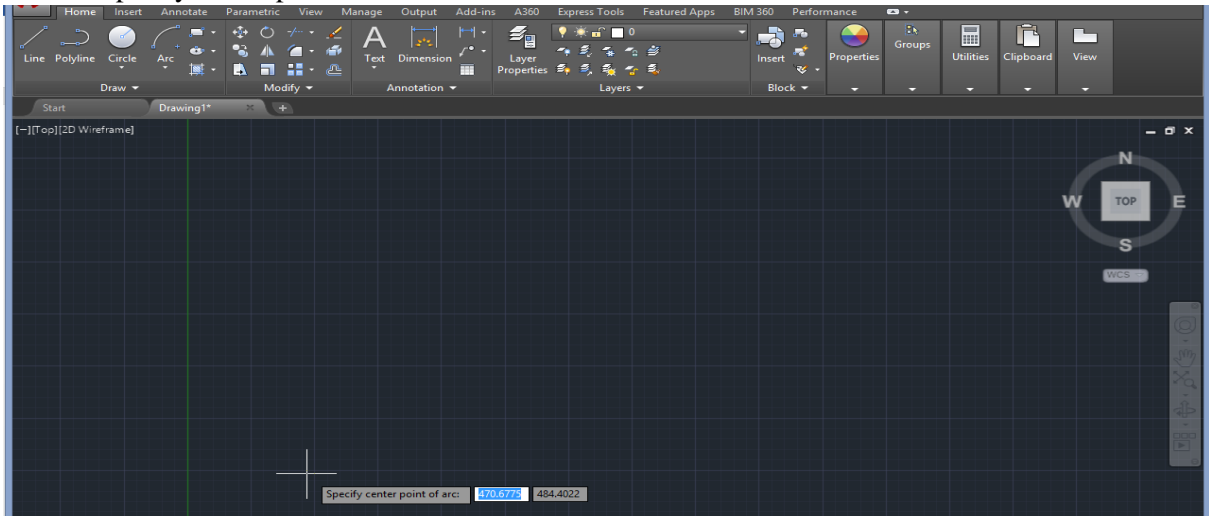 Home Insert Annotate Parametric View Manage Output Add-ins A360 Express Tools Featured Apps BIM 360 Performance
Line Polyline Circle Arc Text Dimension Layer Properties 0 Insert Properties Groups Utilities Clipboard View
Draw Modify Annotation Layers Block
Start Drawing1* +
[−][Top][2D Wireframe]
N
W TOP E
S
WCS
Specify center point of arc: 470.6775 484.4022